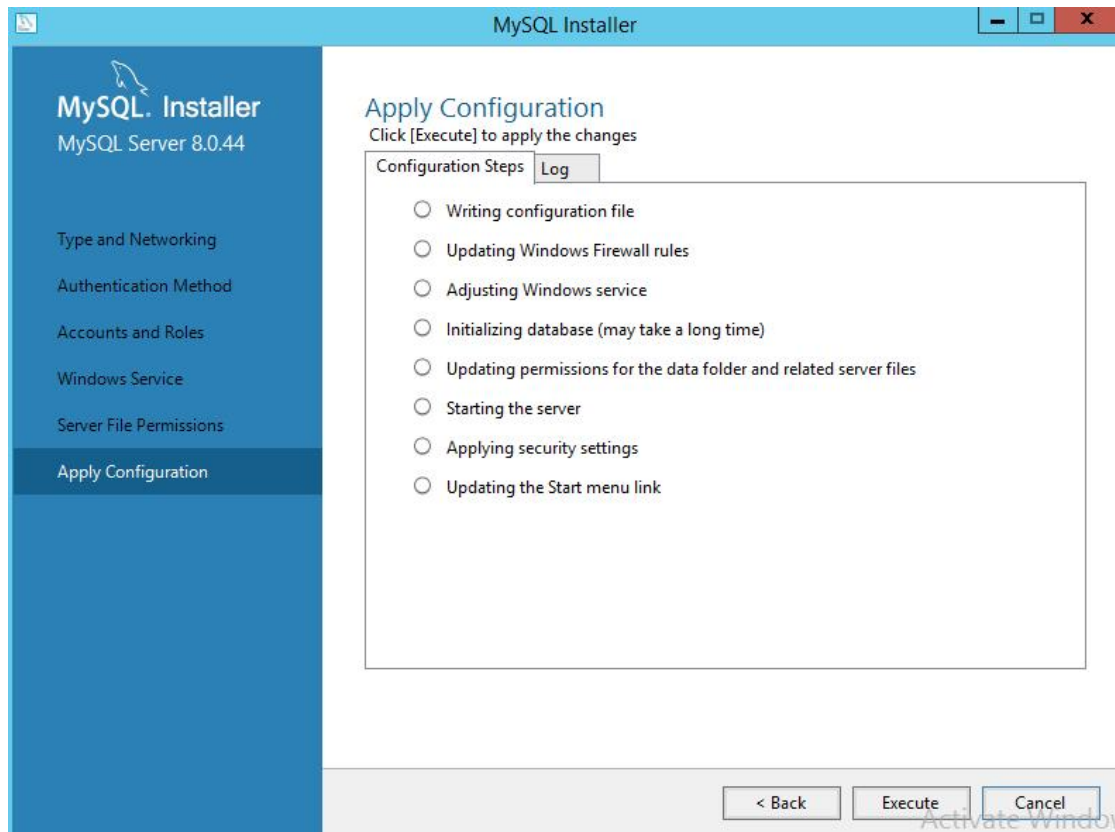 MySQL Installer
MySQL. Installer
MySQL Server 8.0.44
Type and Networking
Authentication Method
Accounts and Roles
Windows Service
Server File Permissions
Apply Configuration
Apply Configuration
Click [Execute] to apply the changes
Configuration Steps Log
Writing configuration file
Updating Windows Firewall rules
Adjusting Windows service
Initializing database (may take a long time)
Updating permissions for the data folder and related server files
Starting the server
Applying security settings
Updating the Start menu link
< Back Execute Cancel
Activate Window